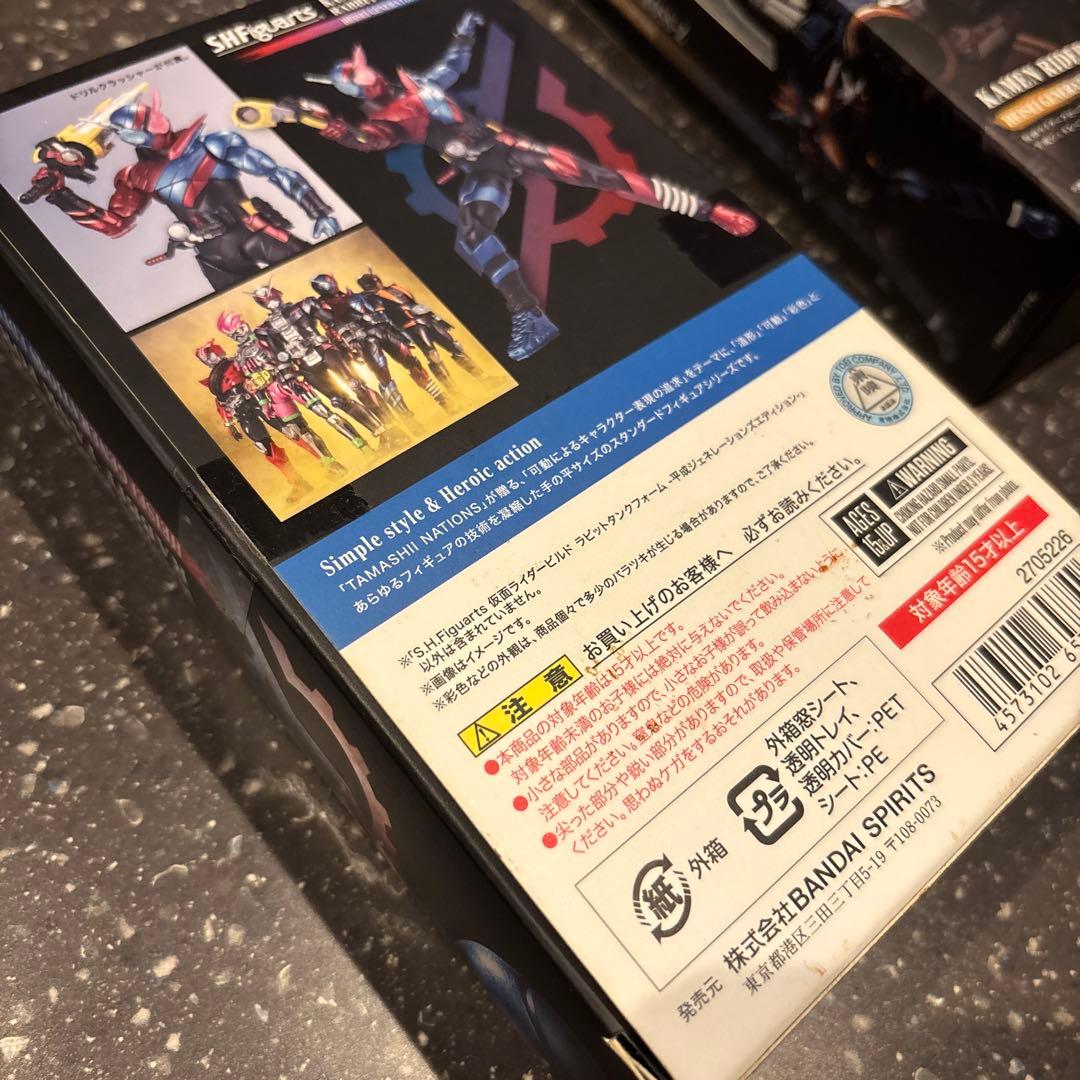 S.H.Figuarts
ドリルクラッシャーが付属。
KAMEN RIDE
Simple style & Heroic action
「TAMASHII NATIONS」が贈る、「可動によるキャラクター表現の追求」をテーマに、「造形」「可動」「彩色」と
あらゆるフィギュアの技術を凝縮した手の平サイズのスタンダードフィギュアシリーズです。
※「S.H.Figuarts 仮面ライダービルド ラビットタンクフォーム -平成ジェネレーションズエディション-」
以外は含まれていません。
※画像はイメージです。
※彩色などの外観は、商品個々で多少のバラツキが生じる場合がありますので、ご了承ください。
⚠注意
お買い上げのお客様へ 必ずお読みください。
●本商品の対象年齢は15才以上です。
対象年齢未満のお子様には絶対に与えないでください。
●小さな部品がありますので、小さなお子様が誤って飲み込まないように
注意してください。窒息などの危険があります。
●尖った部分や鋭い部分がありますので、取扱や保管場所に注意して
ください。思わぬケガをするおそれがあります。
AGES
15&UP
⚠WARNING
CHOKING HAZARD-SMALL PARTS
NOT FOR CHILDREN UNDER 3 YEARS.
※Product may differ from above.
対象年齢15才以上
2705226
4573102 65
紙
外箱
プラ
外箱窓シート、
透明トレイ、
透明カバー:PET
シート:PE
発売元
株式会社BANDAI SPIRITS
東京都港区三田三丁目5-19 〒108-0073